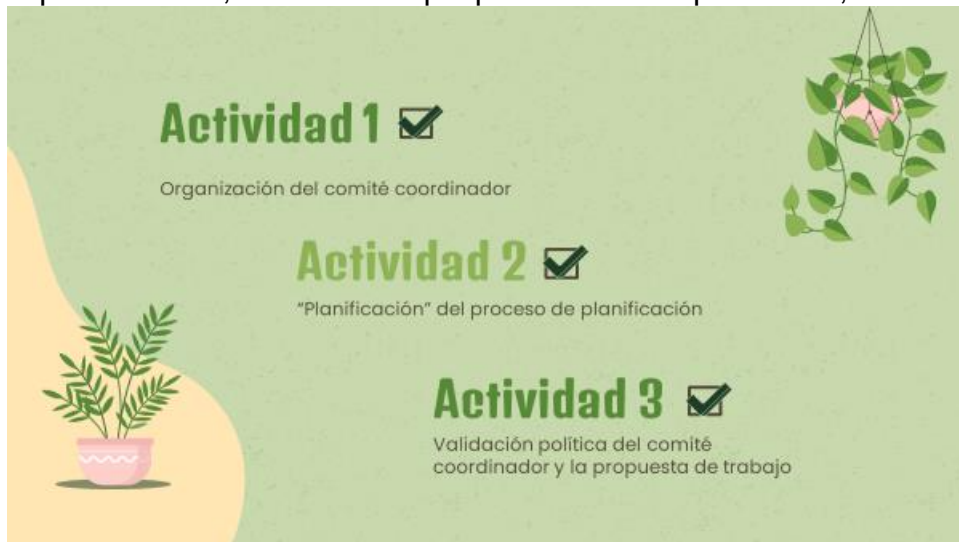 Actividad 1
Organización del comité coordinador
Actividad 2
“Planificación” del proceso de planificación
Actividad 3
Validación política del comité
coordinador y la propuesta de trabajo